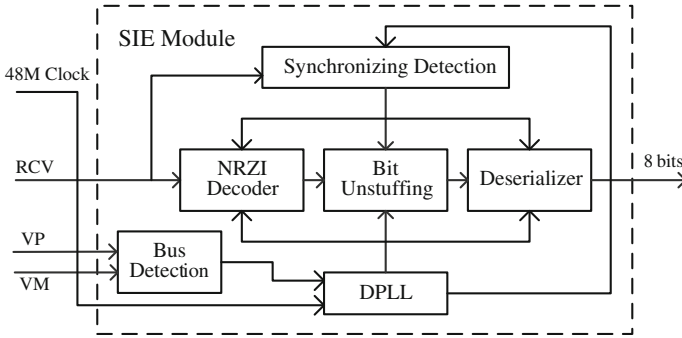 SIE Module
48M Clock
Synchronizing Detection
RCV
NRZI
Decoder
Bit
Unstuffing
Deserializer
8 bits
VP
VM
Bus
Detection
DPLL